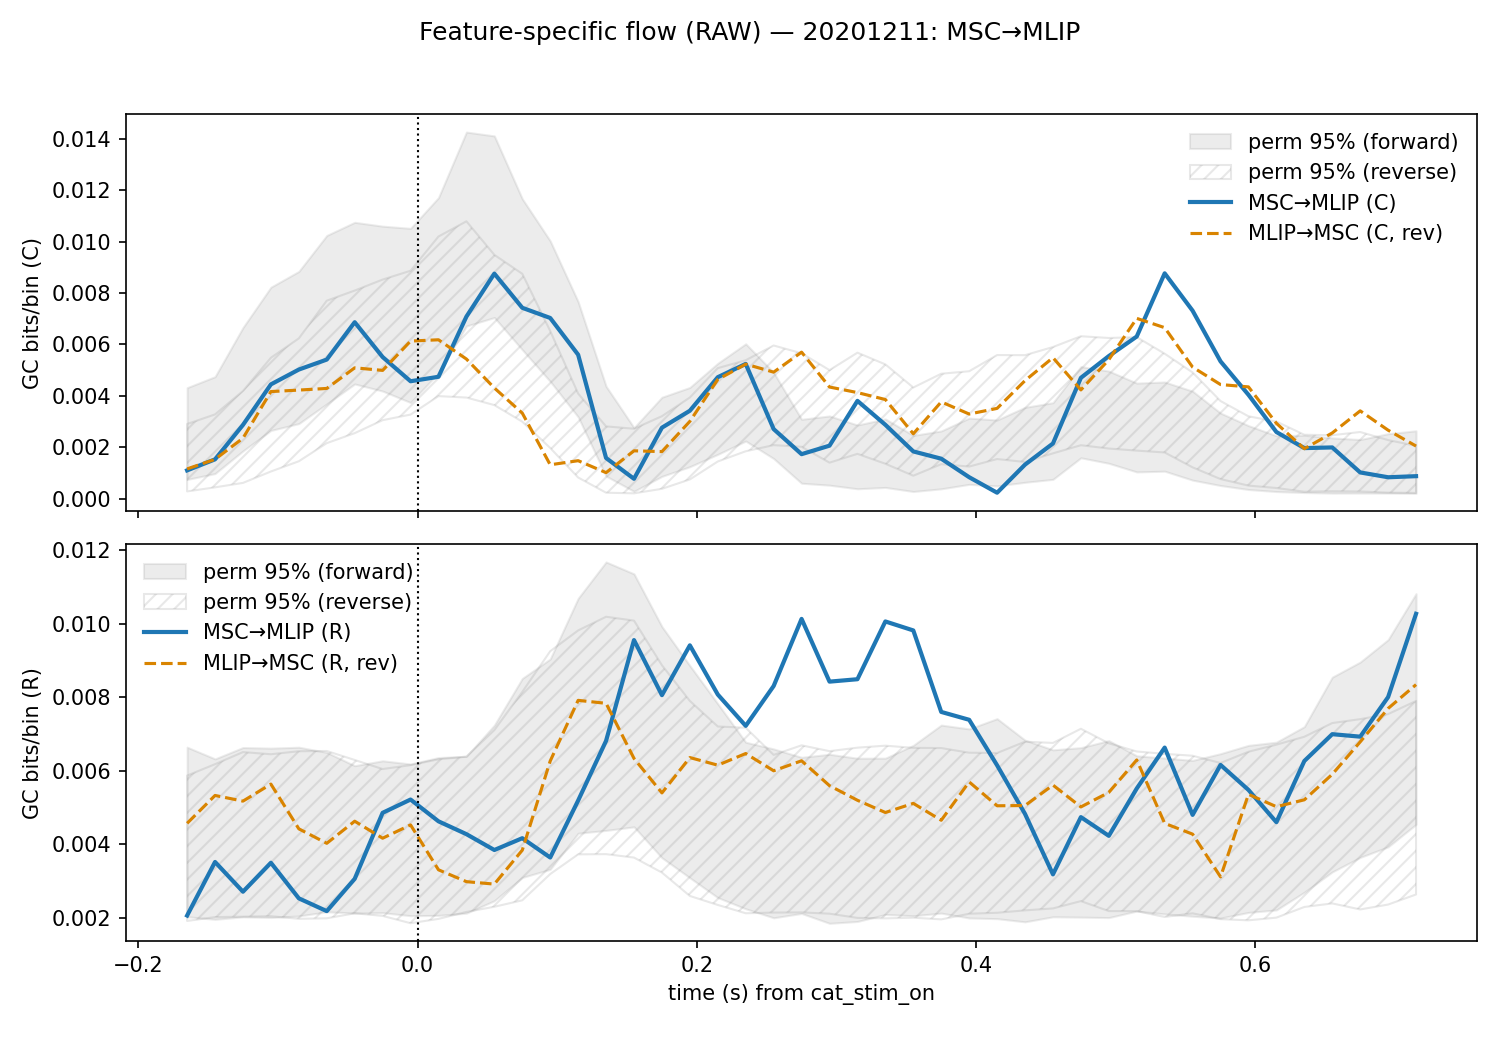 Feature-specific flow (RAW) — 20201211: MSC→MLIP
GC bits/bin (C)
0.014
0.012
0.010
0.008
0.006
0.004
0.002
0.000
perm 95% (forward)
perm 95% (reverse)
MSC→MLIP (C)
MLIP→MSC (C, rev)
GC bits/bin (R)
0.012
0.010
0.008
0.006
0.004
0.002
perm 95% (forward)
perm 95% (reverse)
MSC→MLIP (R)
MLIP→MSC (R, rev)
−0.2 0.0 0.2 0.4 0.6
time (s) from cat_stim_on